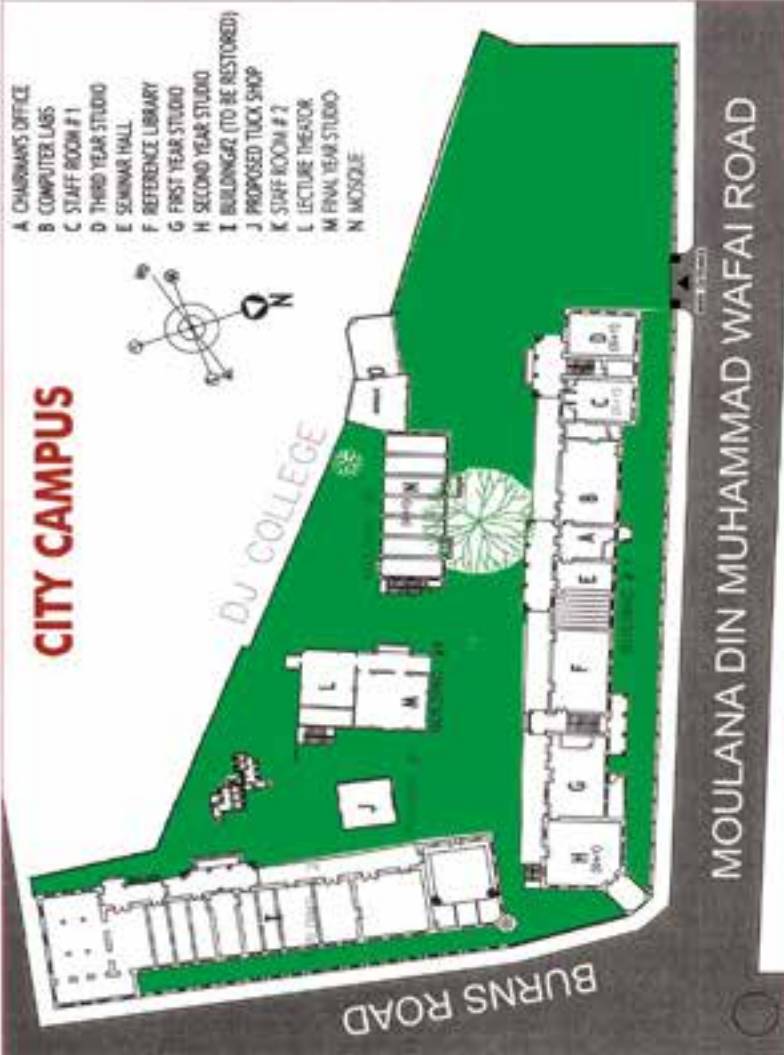 CITY CAMPUS
A CHAIRMAN'S OFFICE
B COMPUTER LABS
C STAFF ROOM # 1
D THIRD YEAR STUDIO
E SEMINAR HALL
F REFERENCE LIBRARY
G FIRST YEAR STUDIO
H SECOND YEAR STUDIO
I BUILDING#2 (TO BE RESTORED)
J PROPOSED TUCK SHOP
K STAFF ROOM # 2
L LECTURE THEATOR
M FINAL YEAR STUDIO
N MOSQUE
N
DJ COLLEGE
L
M
J
I
N
D
C
B
A
E
F
G
H
BURNS ROAD
MOULANA DIN MUHAMMAD WAFAI ROAD